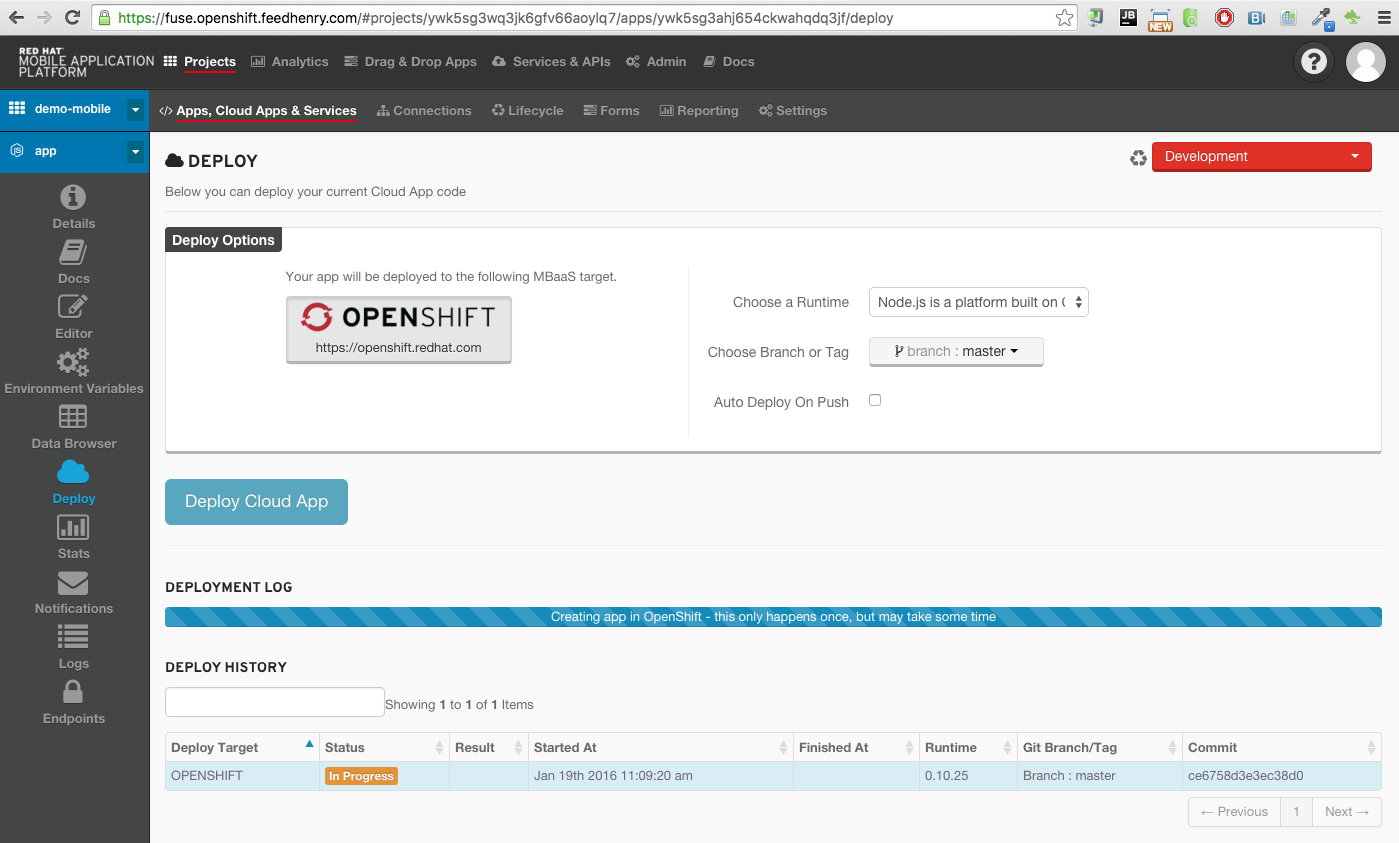 https://fuse.openshift.feedhenry.com/#projects/ywk5sg3wq3jk6gfv66aoylq7/apps/ywk5sg3ahj654ckwahqdq3jf/deploy
JB
NEW
RED HAT
MOBILE APPLICATION
PLATFORM
Projects Analytics Drag & Drop Apps Services & APIs Admin Docs
demo-mobile
</> Apps, Cloud Apps & Services Connections Lifecycle Forms Reporting Settings
app
Details
Docs
Editor
Environment Variables
Data Browser
Deploy
Stats
Notifications
Logs
Endpoints
DEPLOY
Development
Below you can deploy your current Cloud App code
Deploy Options
Your app will be deployed to the following MBaaS target.
OPENSHIFT
https://openshift.redhat.com
Choose a Runtime Node.js is a platform built on
Choose Branch or Tag branch : master
Auto Deploy On Push
Deploy Cloud App
DEPLOYMENT LOG
Creating app in OpenShift - this only happens once, but may take some time
DEPLOY HISTORY
Showing 1 to 1 of 1 Items
Deploy Target Status Result Started At Finished At Runtime Git Branch/Tag Commit
OPENSHIFT In Progress Jan 19th 2016 11:09:20 am 0.10.25 Branch : master ce6758d3e3ec38d0
← Previous 1 Next →